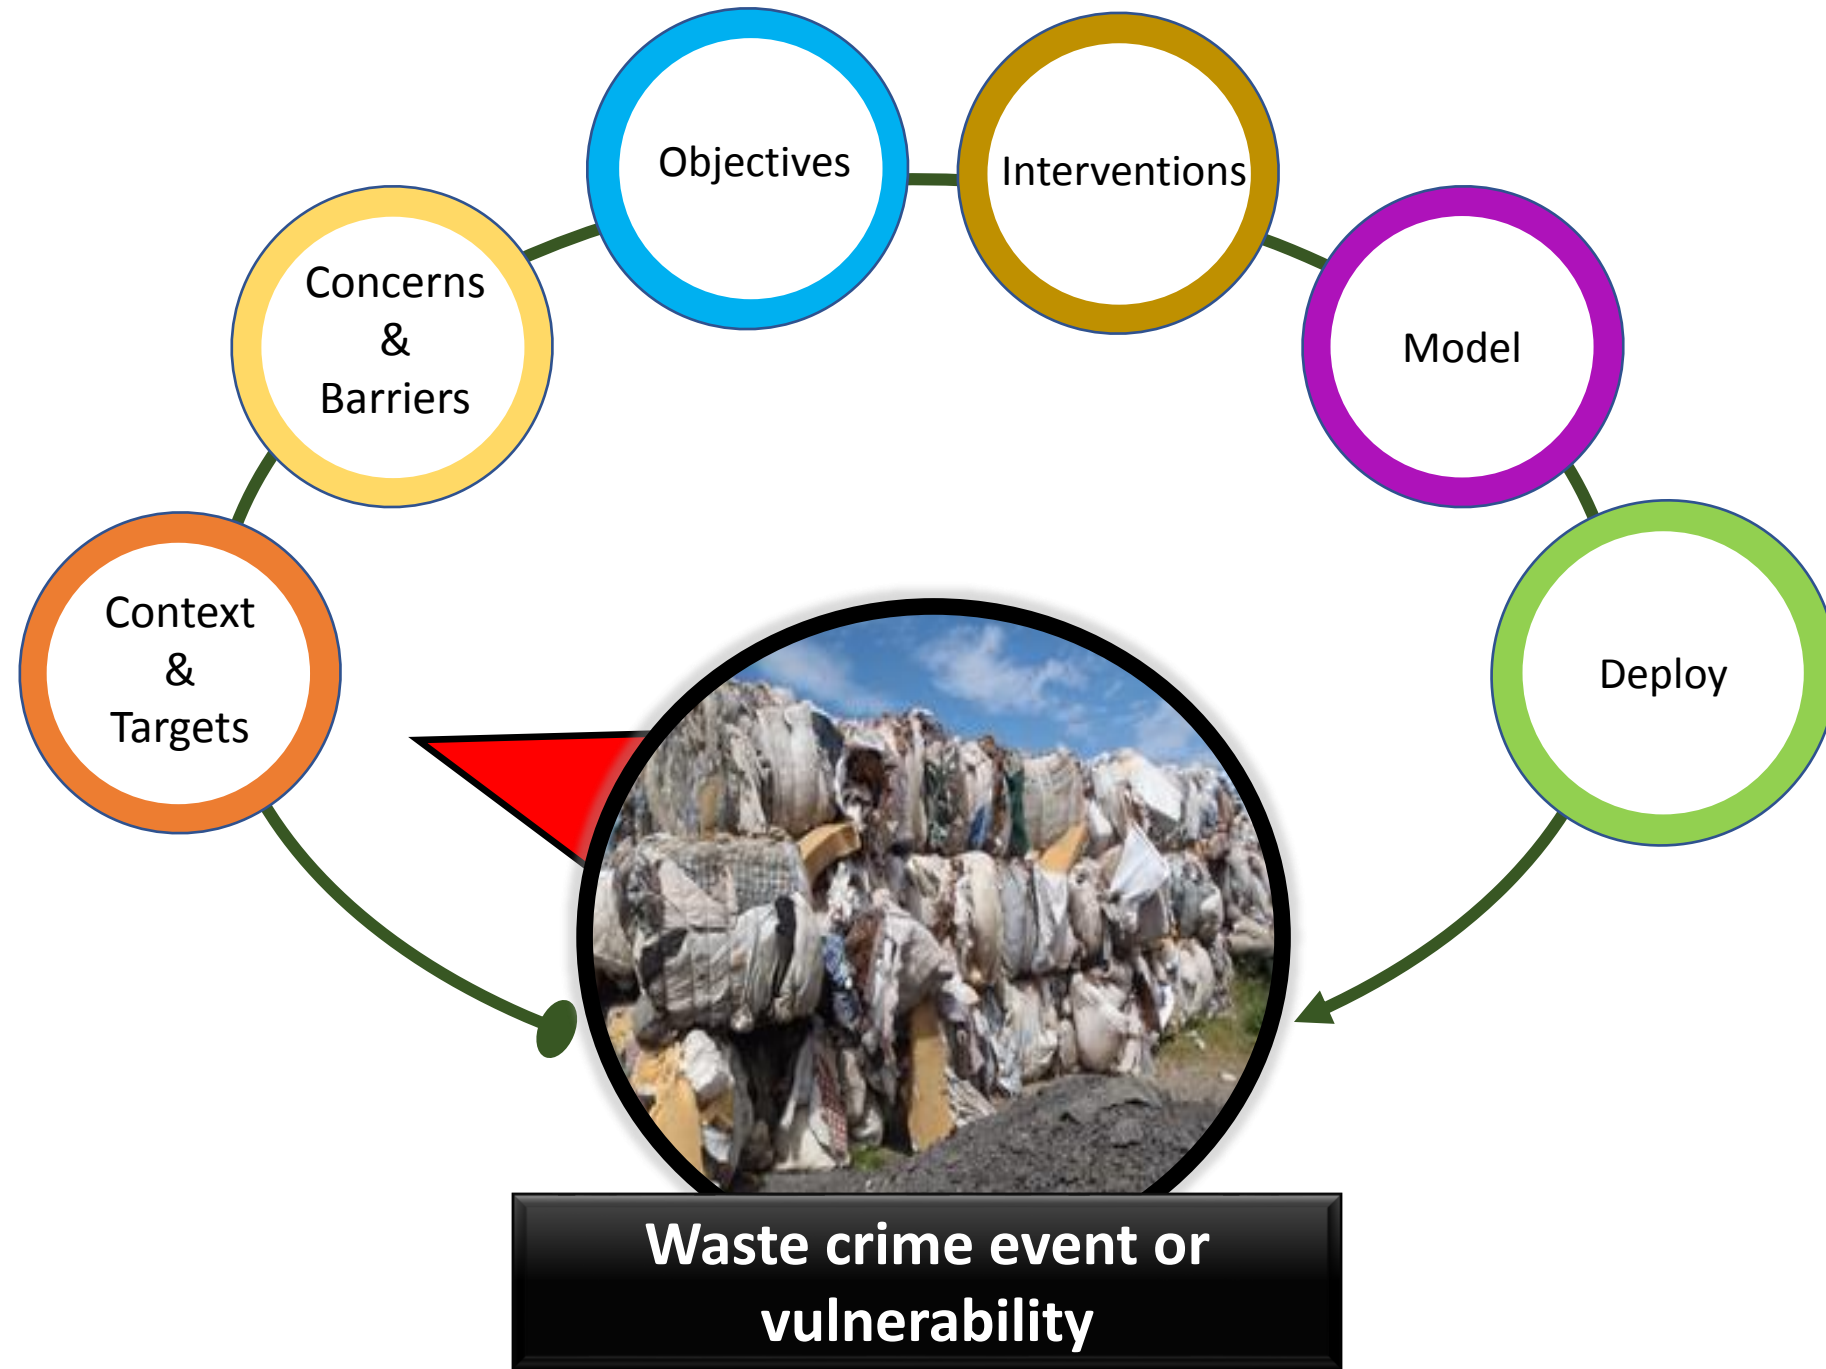 Context
&
Targets
Concerns
&
Barriers
Objectives
Interventions
Model
Deploy
Waste crime event or
vulnerability